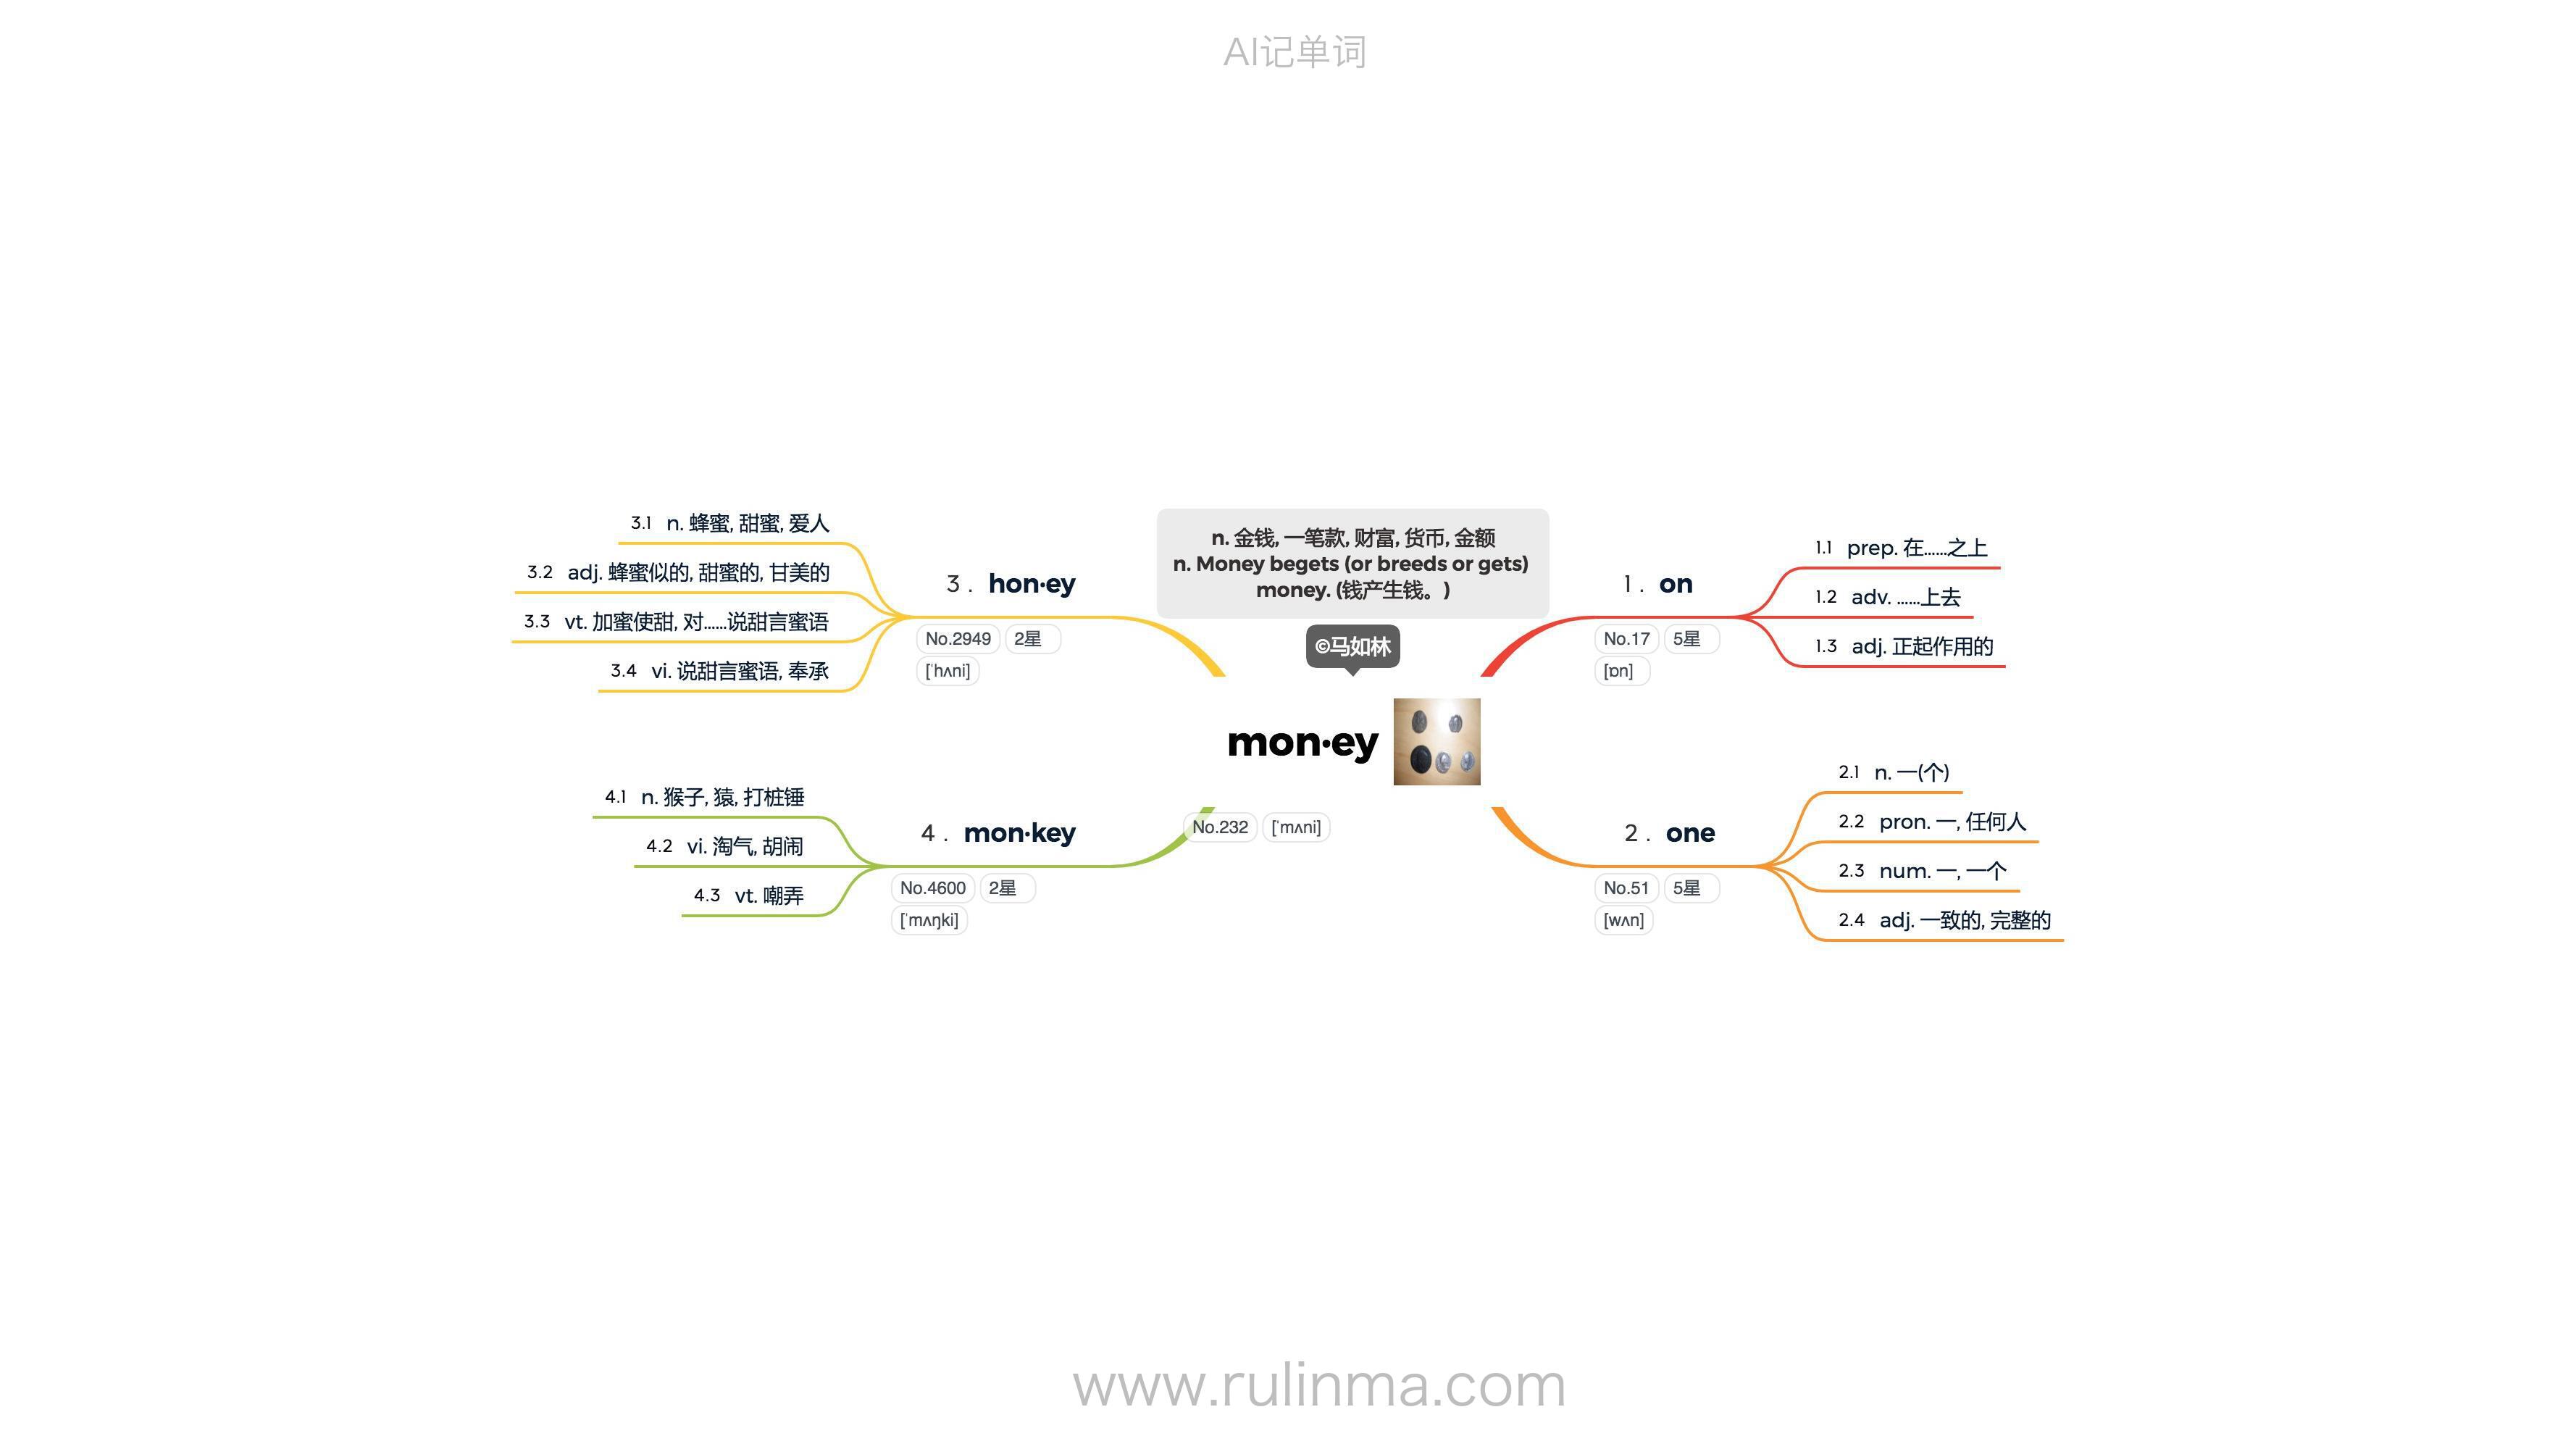 AI记单词
n. 金钱, 一笔款, 财富, 货币, 金额
n. Money begets (or breeds or gets)
money. (钱产生钱。)
©马如林
mon·ey
No.232 ['mʌni]
1 . on
No.17 5星
[ɒn]
1.1 prep. 在……之上
1.2 adv. ……上去
1.3 adj. 正起作用的
2 . one
No.51 5星
[wʌn]
2.1 n. 一(个)
2.2 pron. 一, 任何人
2.3 num. 一, 一个
2.4 adj. 一致的, 完整的
3 . hon·ey
No.2949 2星
['hʌni]
3.1 n. 蜂蜜, 甜蜜, 爱人
3.2 adj. 蜂蜜似的, 甜蜜的, 甘美的
3.3 vt. 加蜜使甜, 对……说甜言蜜语
3.4 vi. 说甜言蜜语, 奉承
4 . mon·key
No.4600 2星
['mʌŋki]
4.1 n. 猴子, 猿, 打桩锤
4.2 vi. 淘气, 胡闹
4.3 vt. 嘲弄
www.rulinma.com